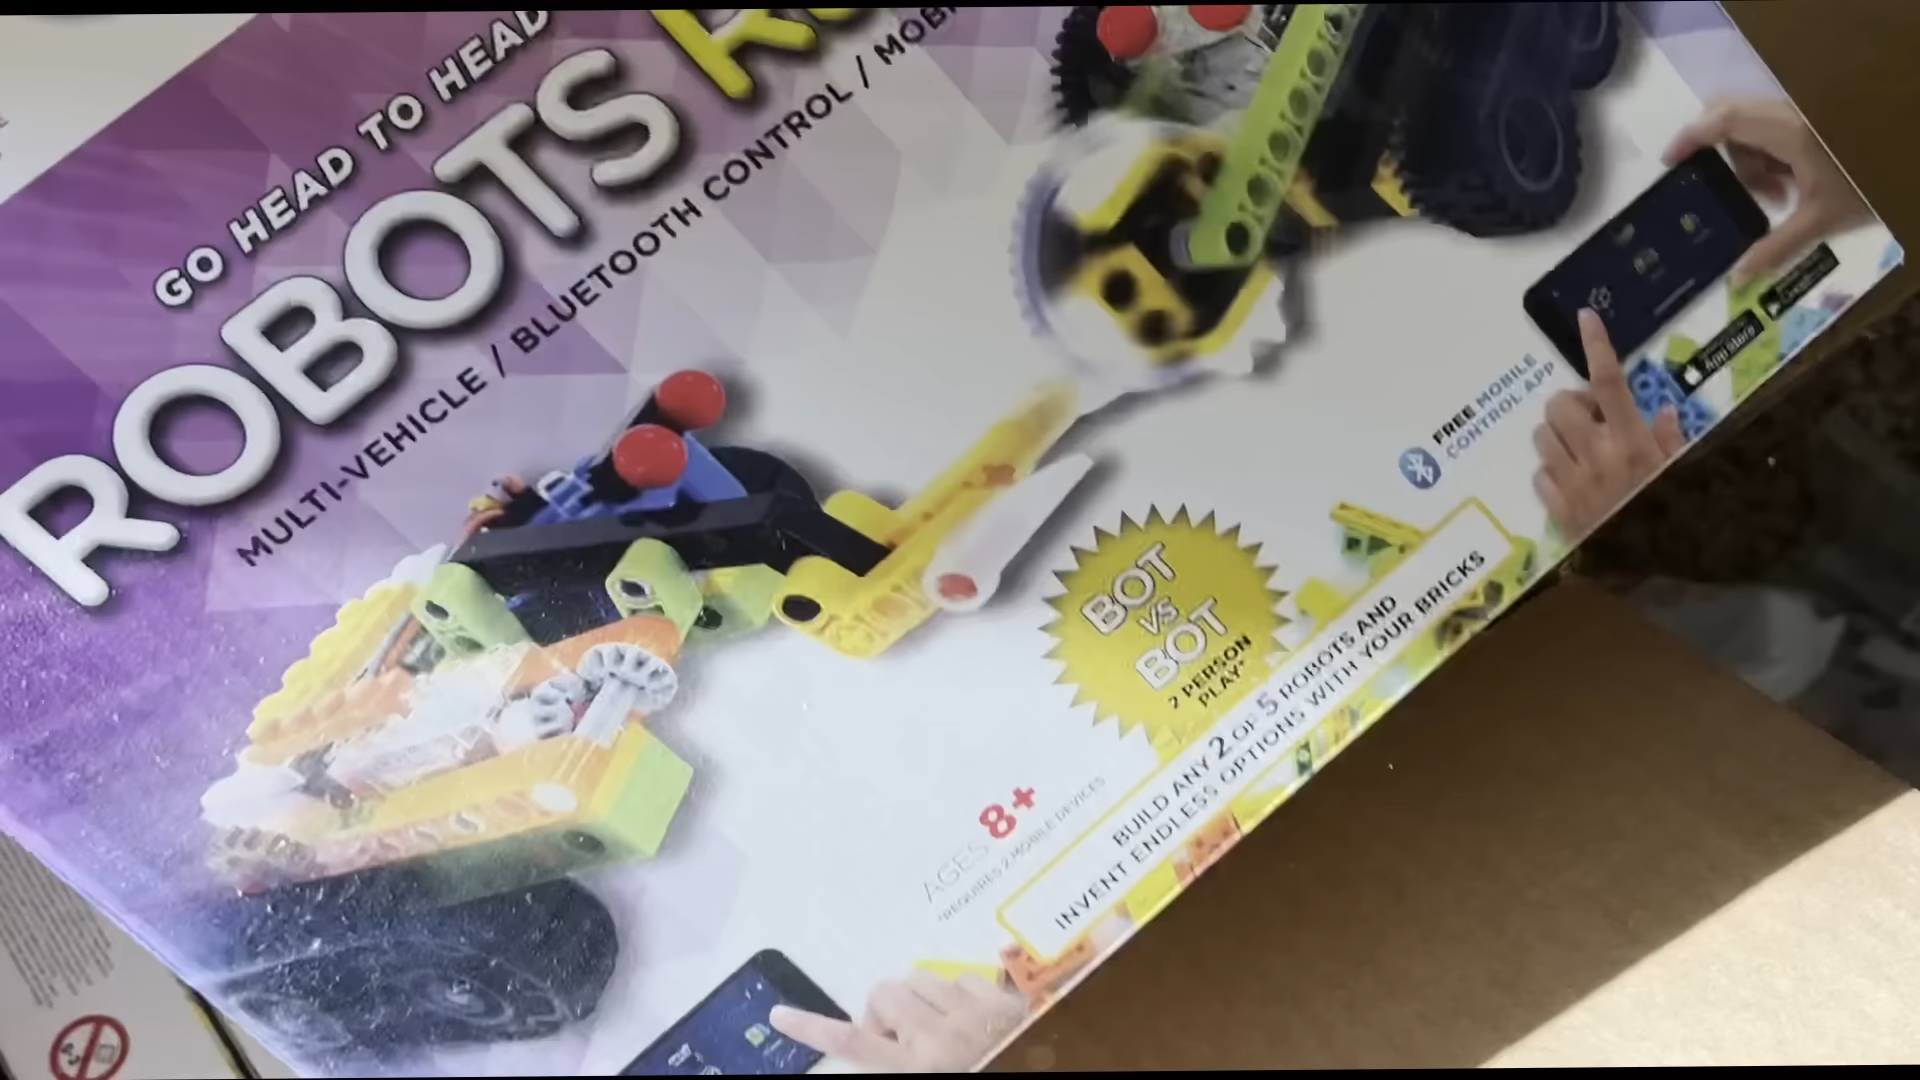 GO HEAD TO HEAD
ROBOTS
MULTI-VEHICLE / BLUETOOTH CONTROL /
FREE MOBILE
CONTROL APP
App Store
BOT
VS
BOT
2 PERSON
PLAY*
AGES 8+
*REQUIRES 2 MOBILE DEVICES
BUILD ANY 2 OF 5 ROBOTS AND
INVENT ENDLESS OPTIONS WITH YOUR BRICKS